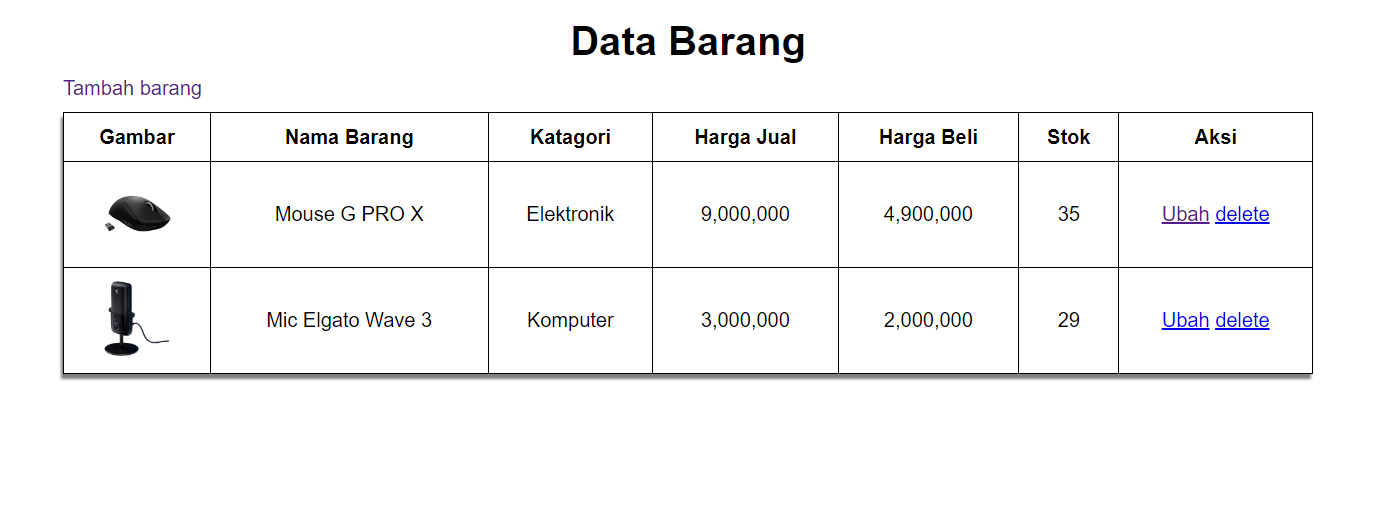 Data Barang
Tambah barang
Gambar Nama Barang Katagori Harga Jual Harga Beli Stok Aksi
Mouse G PRO X Elektronik 9,000,000 4,900,000 35 Ubah delete
Mic Elgato Wave 3 Komputer 3,000,000 2,000,000 29 Ubah delete